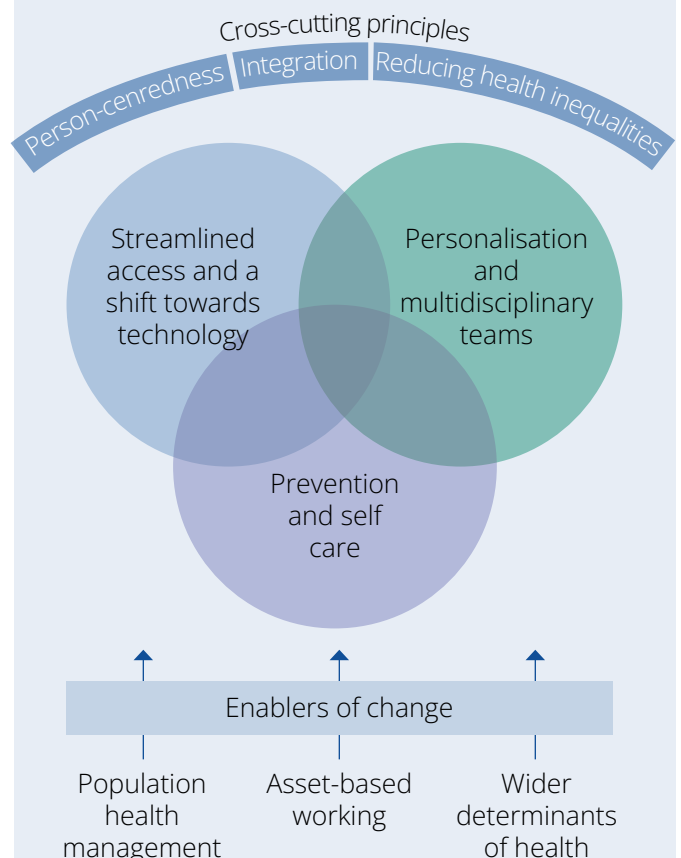 Cross-cutting principles
Person-cenredness
Integration
Reducing health inequalities
Streamlined
access and a
shift towards
technology
Personalisation
and
multidisciplinary
teams
Prevention
and self
care
Enablers of change
Population
health
management
Asset-based
working
Wider
determinants
of health